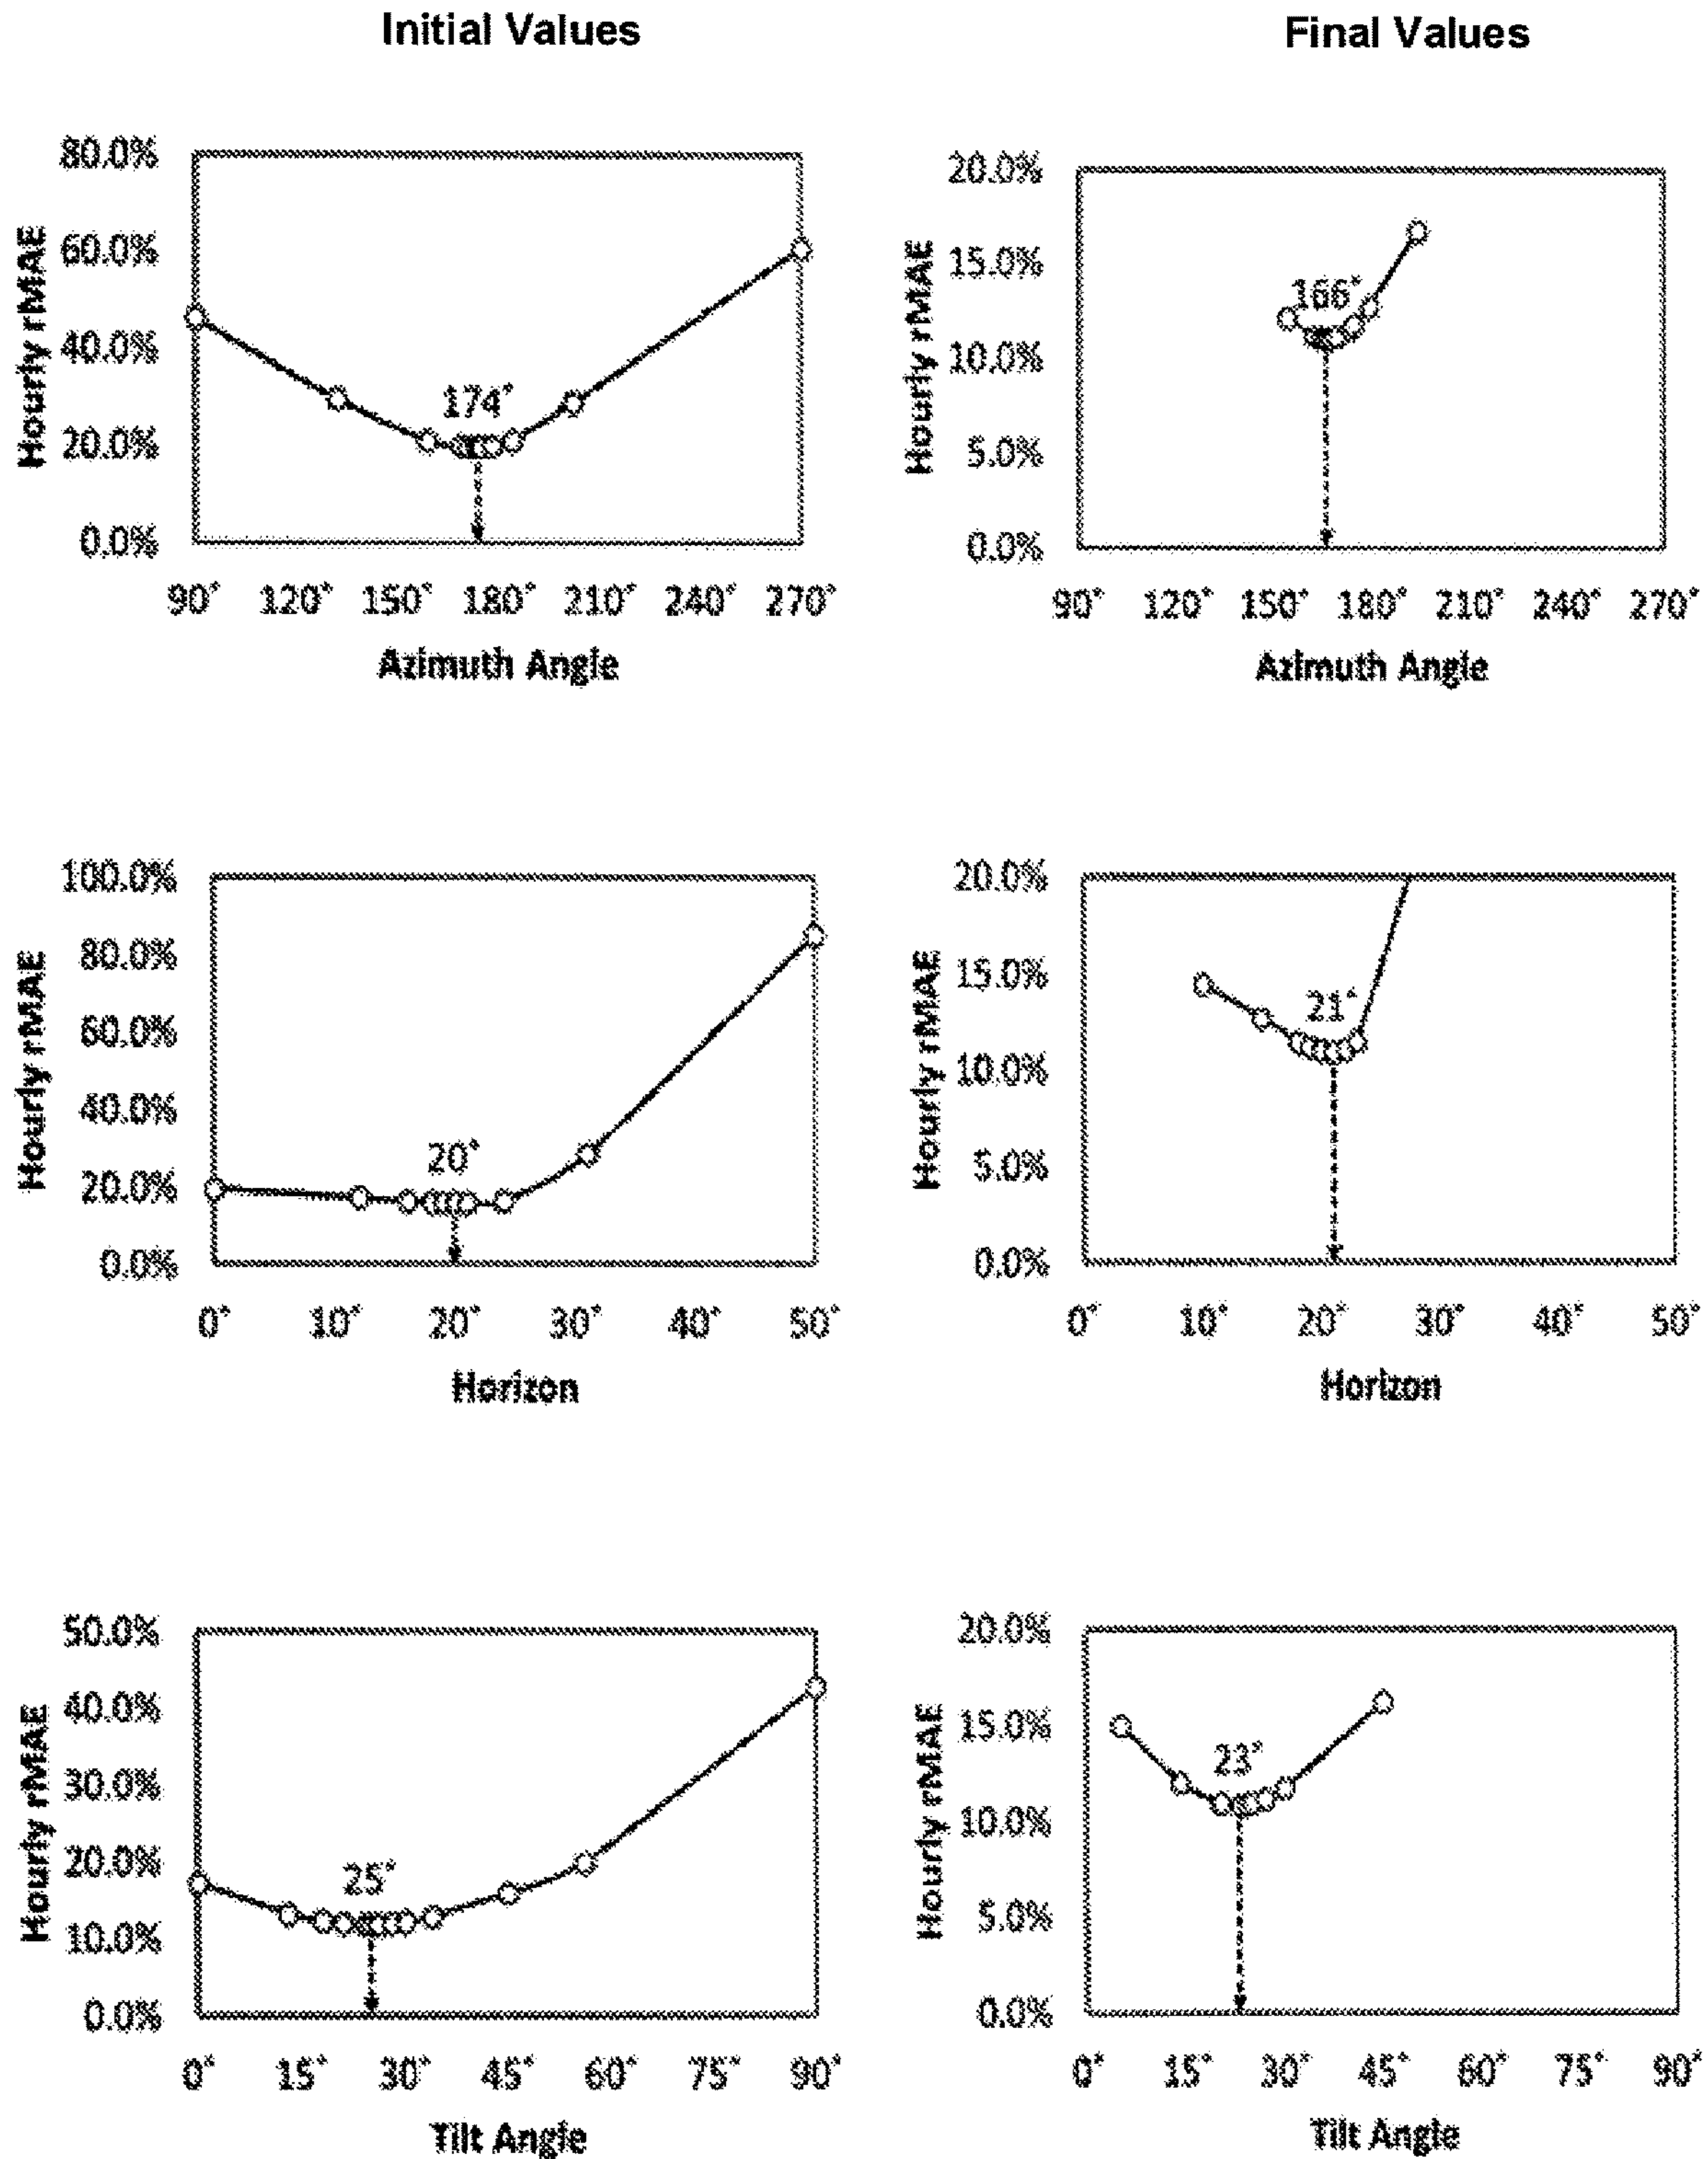 Initial Values
Final Values
80.0%
60.0%
40.0%
20.0%
0.0%
Hourly rMAE
174°
90° 120° 150° 180° 210° 240° 270°
Azimuth Angle
20.0%
15.0%
10.0%
5.0%
0.0%
Hourly rMAE
166°
90° 120° 150° 180° 210° 240° 270°
Azimuth Angle
100.0%
80.0%
60.0%
40.0%
20.0%
0.0%
Hourly rMAE
20°
0° 10° 20° 30° 40° 50°
Horizon
20.0%
15.0%
10.0%
5.0%
0.0%
Hourly rMAE
21°
0° 10° 20° 30° 40° 50°
Horizon
50.0%
40.0%
30.0%
20.0%
10.0%
0.0%
Hourly rMAE
25°
0° 15° 30° 45° 60° 75° 90°
Tilt Angle
20.0%
15.0%
10.0%
5.0%
0.0%
Hourly rMAE
23°
0° 15° 30° 45° 60° 75° 90°
Tilt Angle